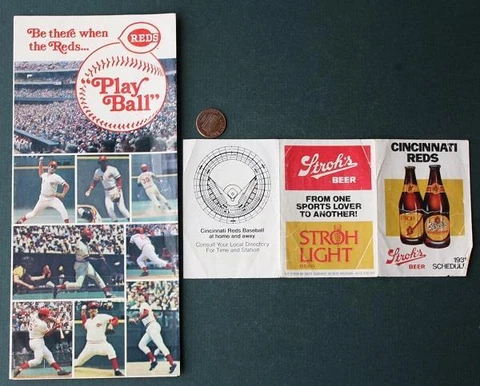 Be there when
the Reds...
REDS
"Play
Ball"
Cincinnati Reds Baseball
at home and away.
Consult Your Local Directory
For Time and Station
Stroh's
BEER
FROM ONE
SPORTS LOVER
TO ANOTHER!
STROH
LIGHT
CINCINNATI
REDS
Stroh's
BEER
SCHEDUL